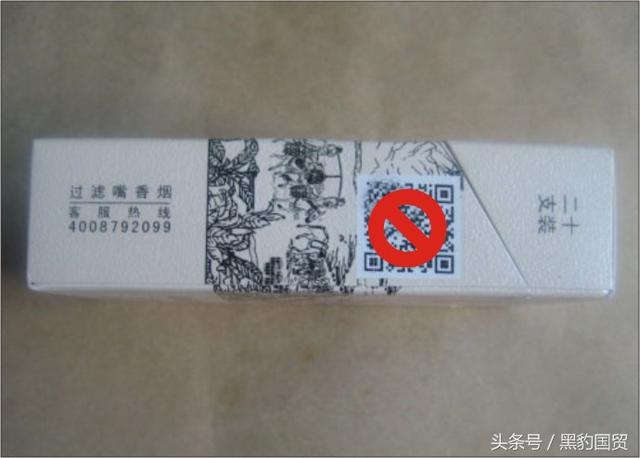 过滤嘴香烟
客服热线
4008792099
二十
支装
头条号 / 黑豹国贸